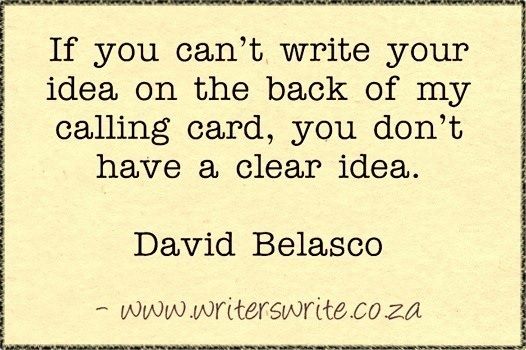 If you can’t write your
idea on the back of my
calling card, you don’t
have a clear idea.
David Belasco
- www.writerswrite.co.za